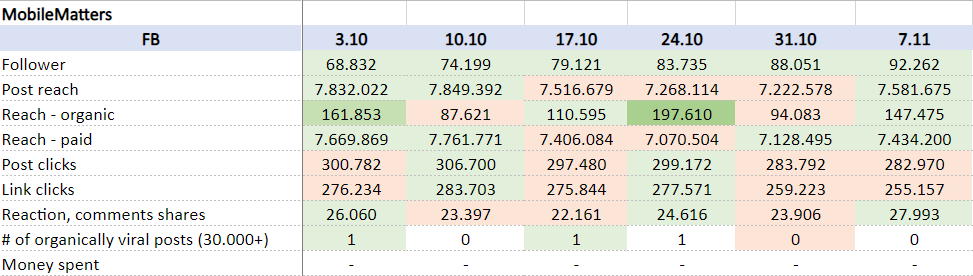 MobileMatters
FB 3.10 10.10 17.10 24.10 31.10 7.11
Follower 68.832 74.199 79.121 83.735 88.051 92.262
Post reach 7.832.022 7.849.392 7.516.679 7.268.114 7.222.578 7.581.675
Reach - organic 161.853 87.621 110.595 197.610 94.083 147.475
Reach - paid 7.669.869 7.761.771 7.406.084 7.070.504 7.128.495 7.434.200
Post clicks 300.782 306.700 297.480 299.172 283.792 282.970
Link clicks 276.234 283.703 275.844 277.571 259.223 255.157
Reaction, comments shares 26.060 23.397 22.161 24.616 23.906 27.993
# of organically viral posts (30.000+) 1 0 1 1 0 0
Money spent - - - - - -